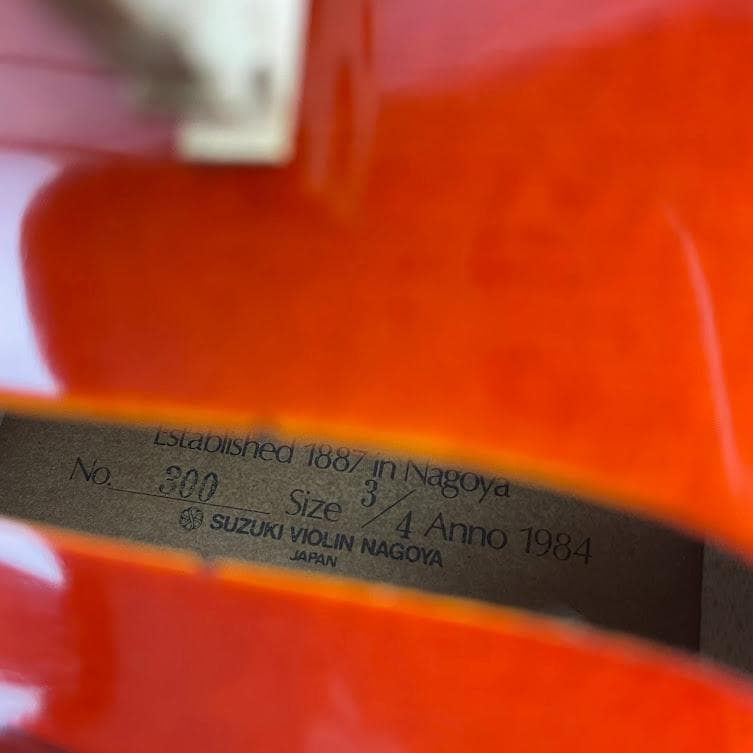 Established 1887 in Nagoya
No. 300 Size 3/4 Anno 1984
SUZUKI VIOLIN NAGOYA
JAPAN